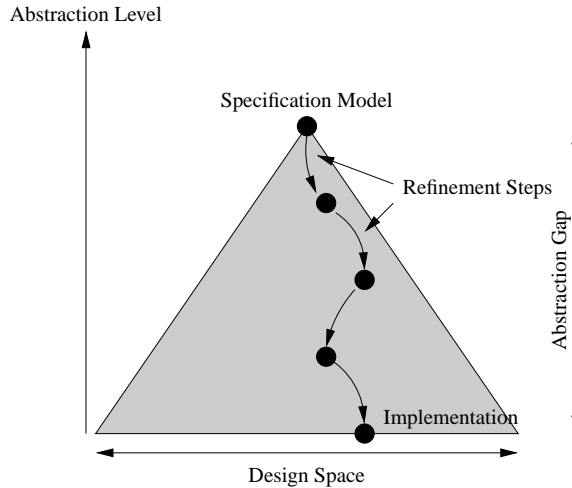 Abstraction Level
Specification Model
Refinement Steps
Abstraction Gap
Implementation
Design Space